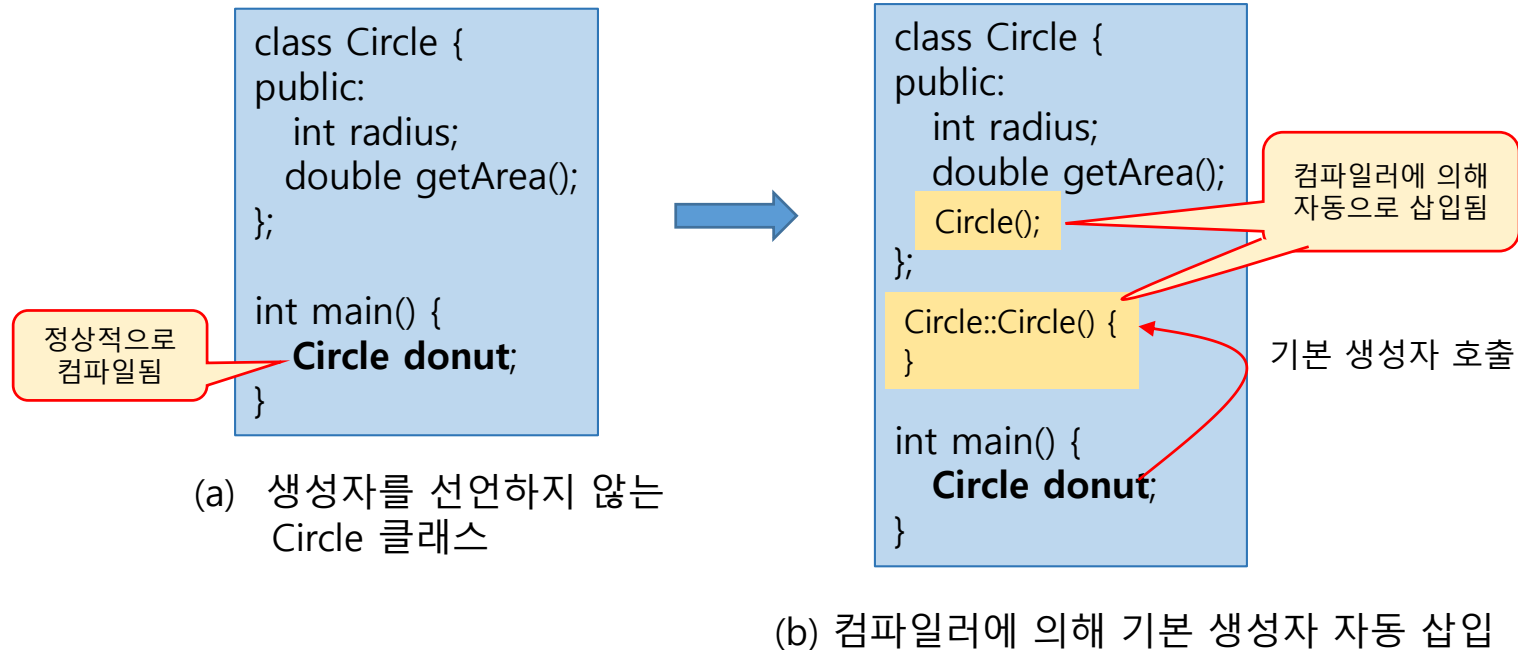 class Circle {
public:
int radius;
double getArea();
};
int main() {
Circle donut;
}
정상적으로
컴파일됨
(a) 생성자를 선언하지 않는
Circle 클래스
class Circle {
public:
int radius;
double getArea();
Circle();
};
Circle::Circle() {
}
int main() {
Circle donut;
}
컴파일러에 의해
자동으로 삽입됨
기본 생성자 호출
(b) 컴파일러에 의해 기본 생성자 자동 삽입